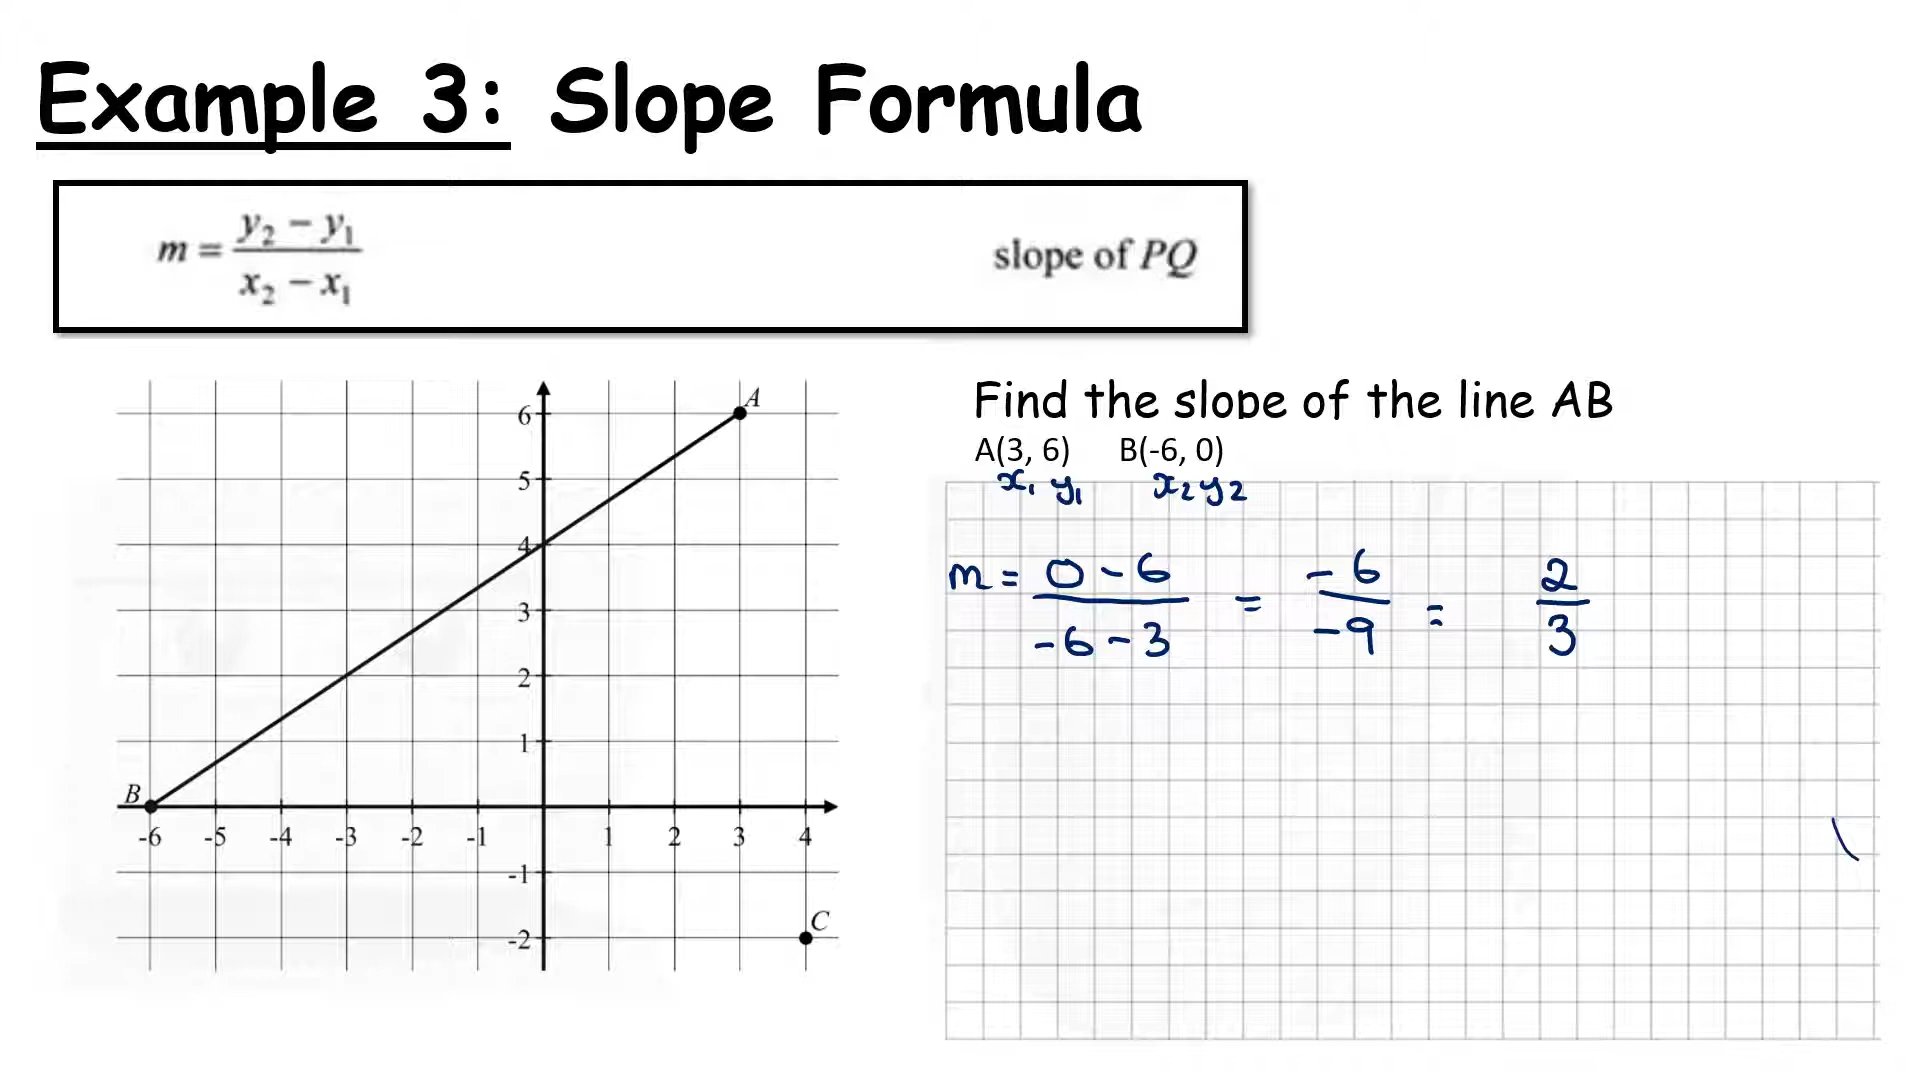 Example 3: Slope Formula
m = (y₂ − y₁)/(x₂ − x₁)
slope of PQ
Find the slope of the line AB
A(3, 6) B(-6, 0)
x₁ y₁ x₂ y₂
m = (0 - 6)/(-6 - 3) = -6/-9 = 2/3
A
6
5
4
3
2
1
B
-6 -5 -4 -3 -2 -1 1 2 3 4
-1
C
-2